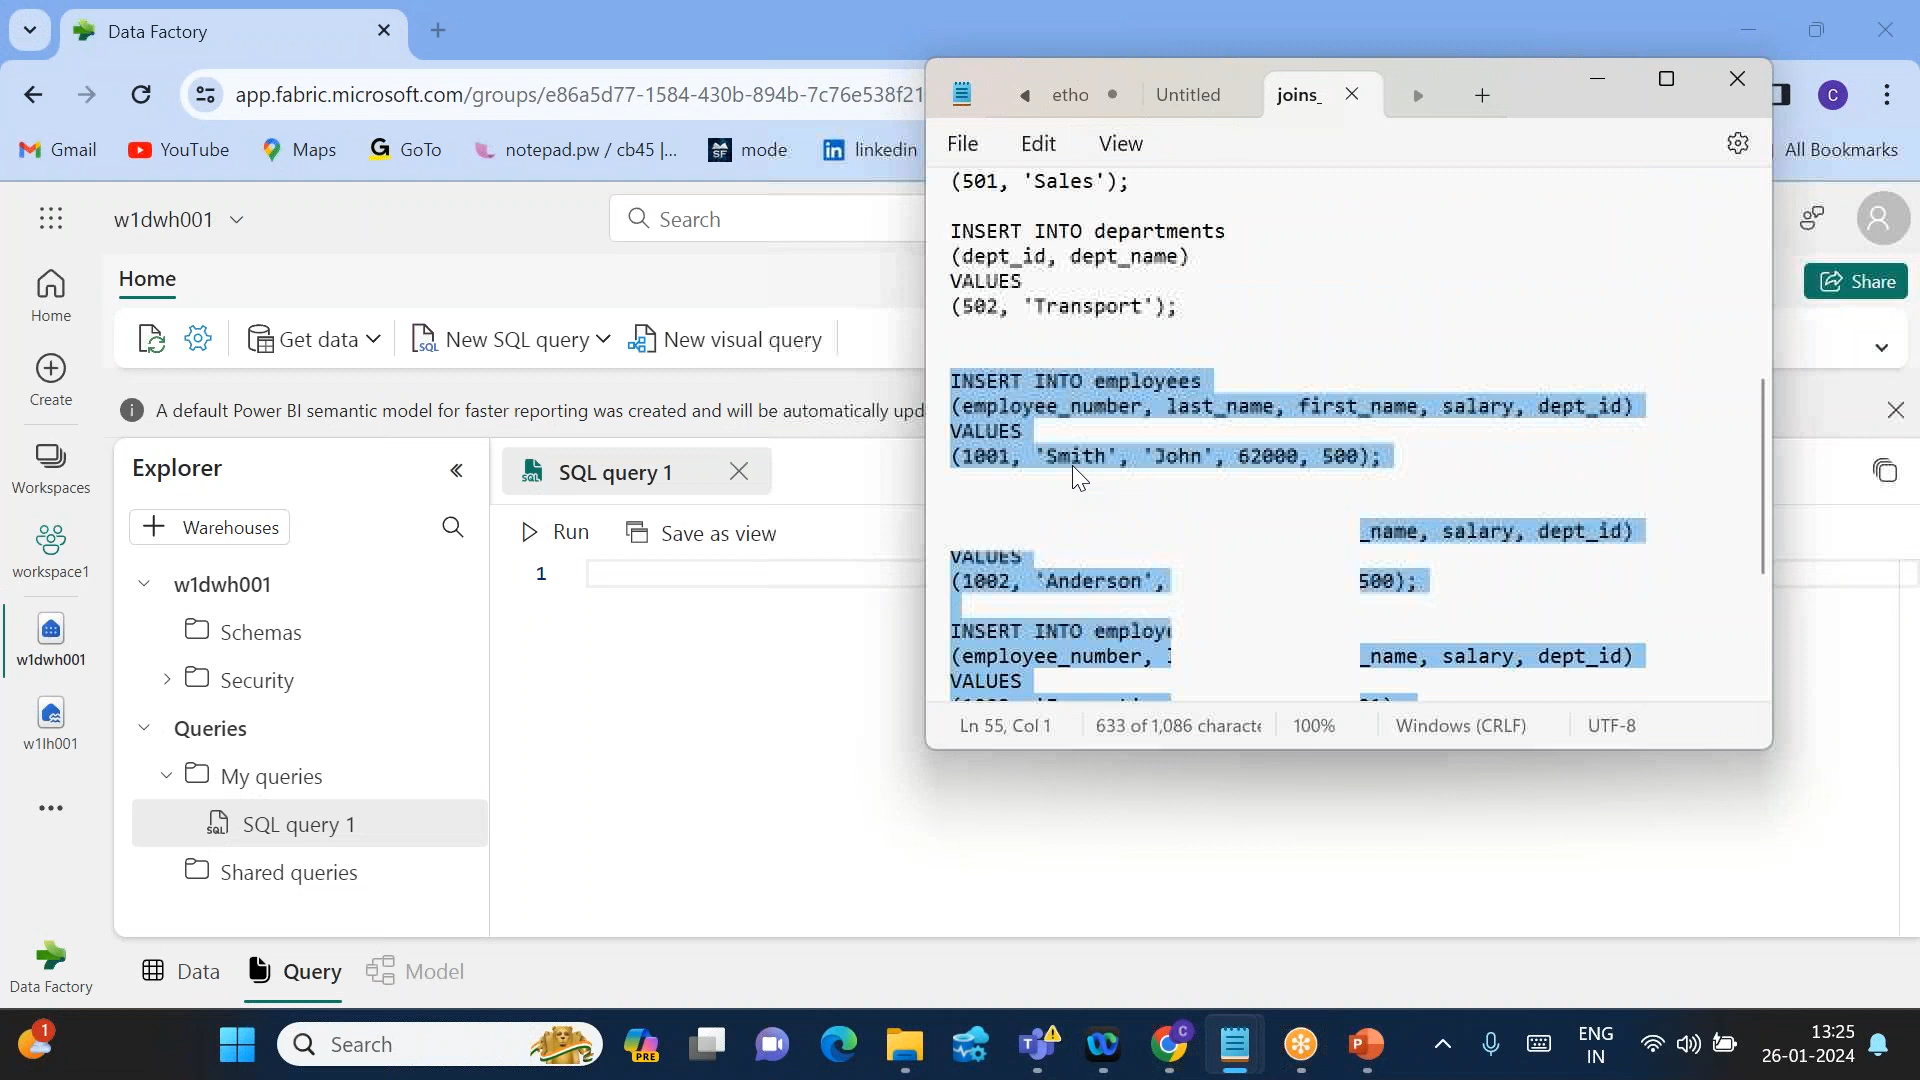 Data Factory
app.fabric.microsoft.com/groups/e86a5d77-1584-430b-894b-7c76e538f21
Gmail
YouTube
Maps
GoTo
notepad.pw / cb45 |...
mode
linkedin
All Bookmarks
w1dwh001
Search
Home
Share
Get data
New SQL query
New visual query
A default Power BI semantic model for faster reporting was created and will be automatically upd
Home
Create
Workspaces
workspace1
w1dwh001
w1lh001
Data Factory
Explorer
Warehouses
w1dwh001
Schemas
Security
Queries
My queries
SQL query 1
Shared queries
SQL query 1
Run
Save as view
1
Data
Query
Model
etho
Untitled
joins_
File
Edit
View
(501, 'Sales');
INSERT INTO departments
(dept_id, dept_name)
VALUES
(502, 'Transport');
INSERT INTO employees
(employee_number, last_name, first_name, salary, dept_id)
VALUES
(1001, 'Smith', 'John', 62000, 500);
_name, salary, dept_id)
VALUES
(1002, 'Anderson', 500);
INSERT INTO employe
(employee_number, _name, salary, dept_id)
VALUES
Ln 55, Col 1
633 of 1,086 characte
100%
Windows (CRLF)
UTF-8
1
Search
PRE
C
ENG
IN
13:25
26-01-2024